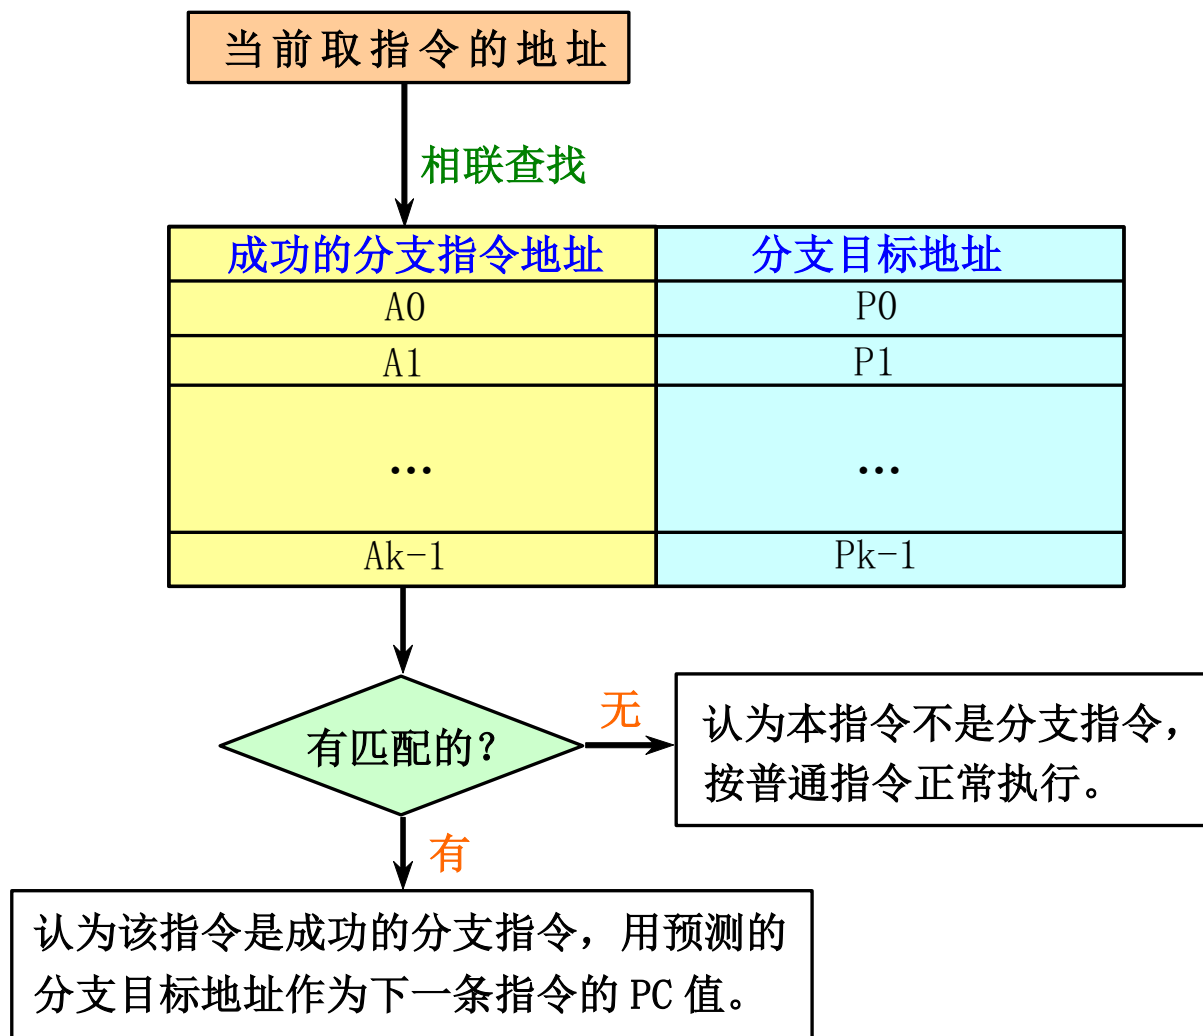 当前取指令的地址
相联查找
成功的分支指令地址 分支目标地址
A0 P0
A1 P1
… …
Ak-1 Pk-1
有匹配的?
无
认为本指令不是分支指令，
按普通指令正常执行。
有
认为该指令是成功的分支指令，用预测的
分支目标地址作为下一条指令的 PC 值。